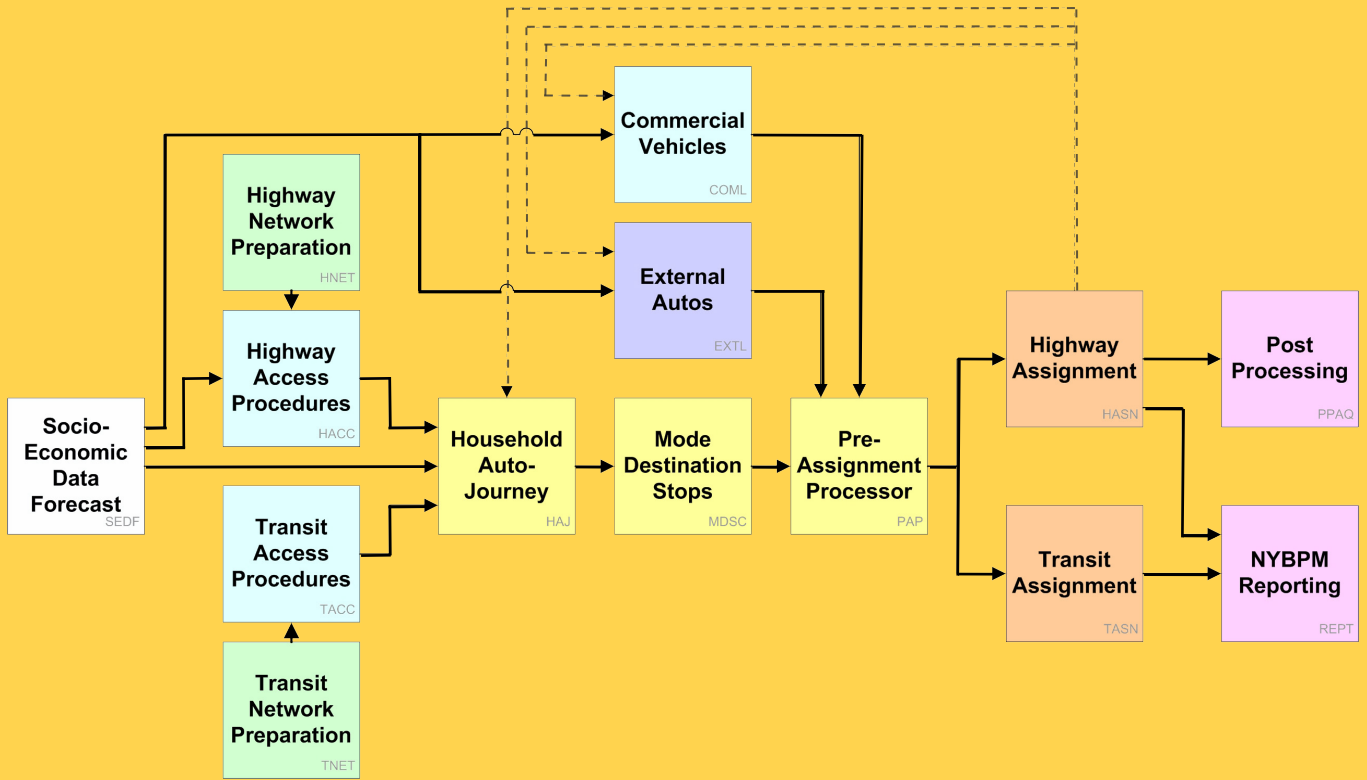 Commercial
Vehicles
COML
Highway
Network
Preparation
HNET
External
Autos
EXTL
Highway
Access
Procedures
HACC
Highway
Assignment
HASN
Post
Processing
PPAQ
Socio-
Economic
Data
Forecast
SEDF
Household
Auto-
Journey
HAJ
Mode
Destination
Stops
MDSC
Pre-
Assignment
Processor
PAP
Transit
Access
Procedures
TACC
Transit
Assignment
TASN
NYBPM
Reporting
REPT
Transit
Network
Preparation
TNET